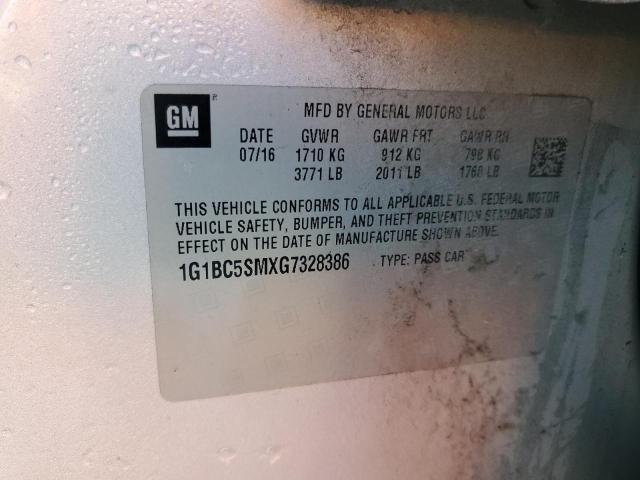 GM ®
MFD BY GENERAL MOTORS LLC
DATE GVWR GAWR FRT GAWR RR
07/16 1710 KG 912 KG 798 KG
3771 LB 2011 LB 1760 LB
THIS VEHICLE CONFORMS TO ALL APPLICABLE U.S. FEDERAL MOTOR
VEHICLE SAFETY, BUMPER, AND THEFT PREVENTION STANDARDS IN
EFFECT ON THE DATE OF MANUFACTURE SHOWN ABOVE.
1G1BC5SMXG7328386 TYPE: PASS CAR